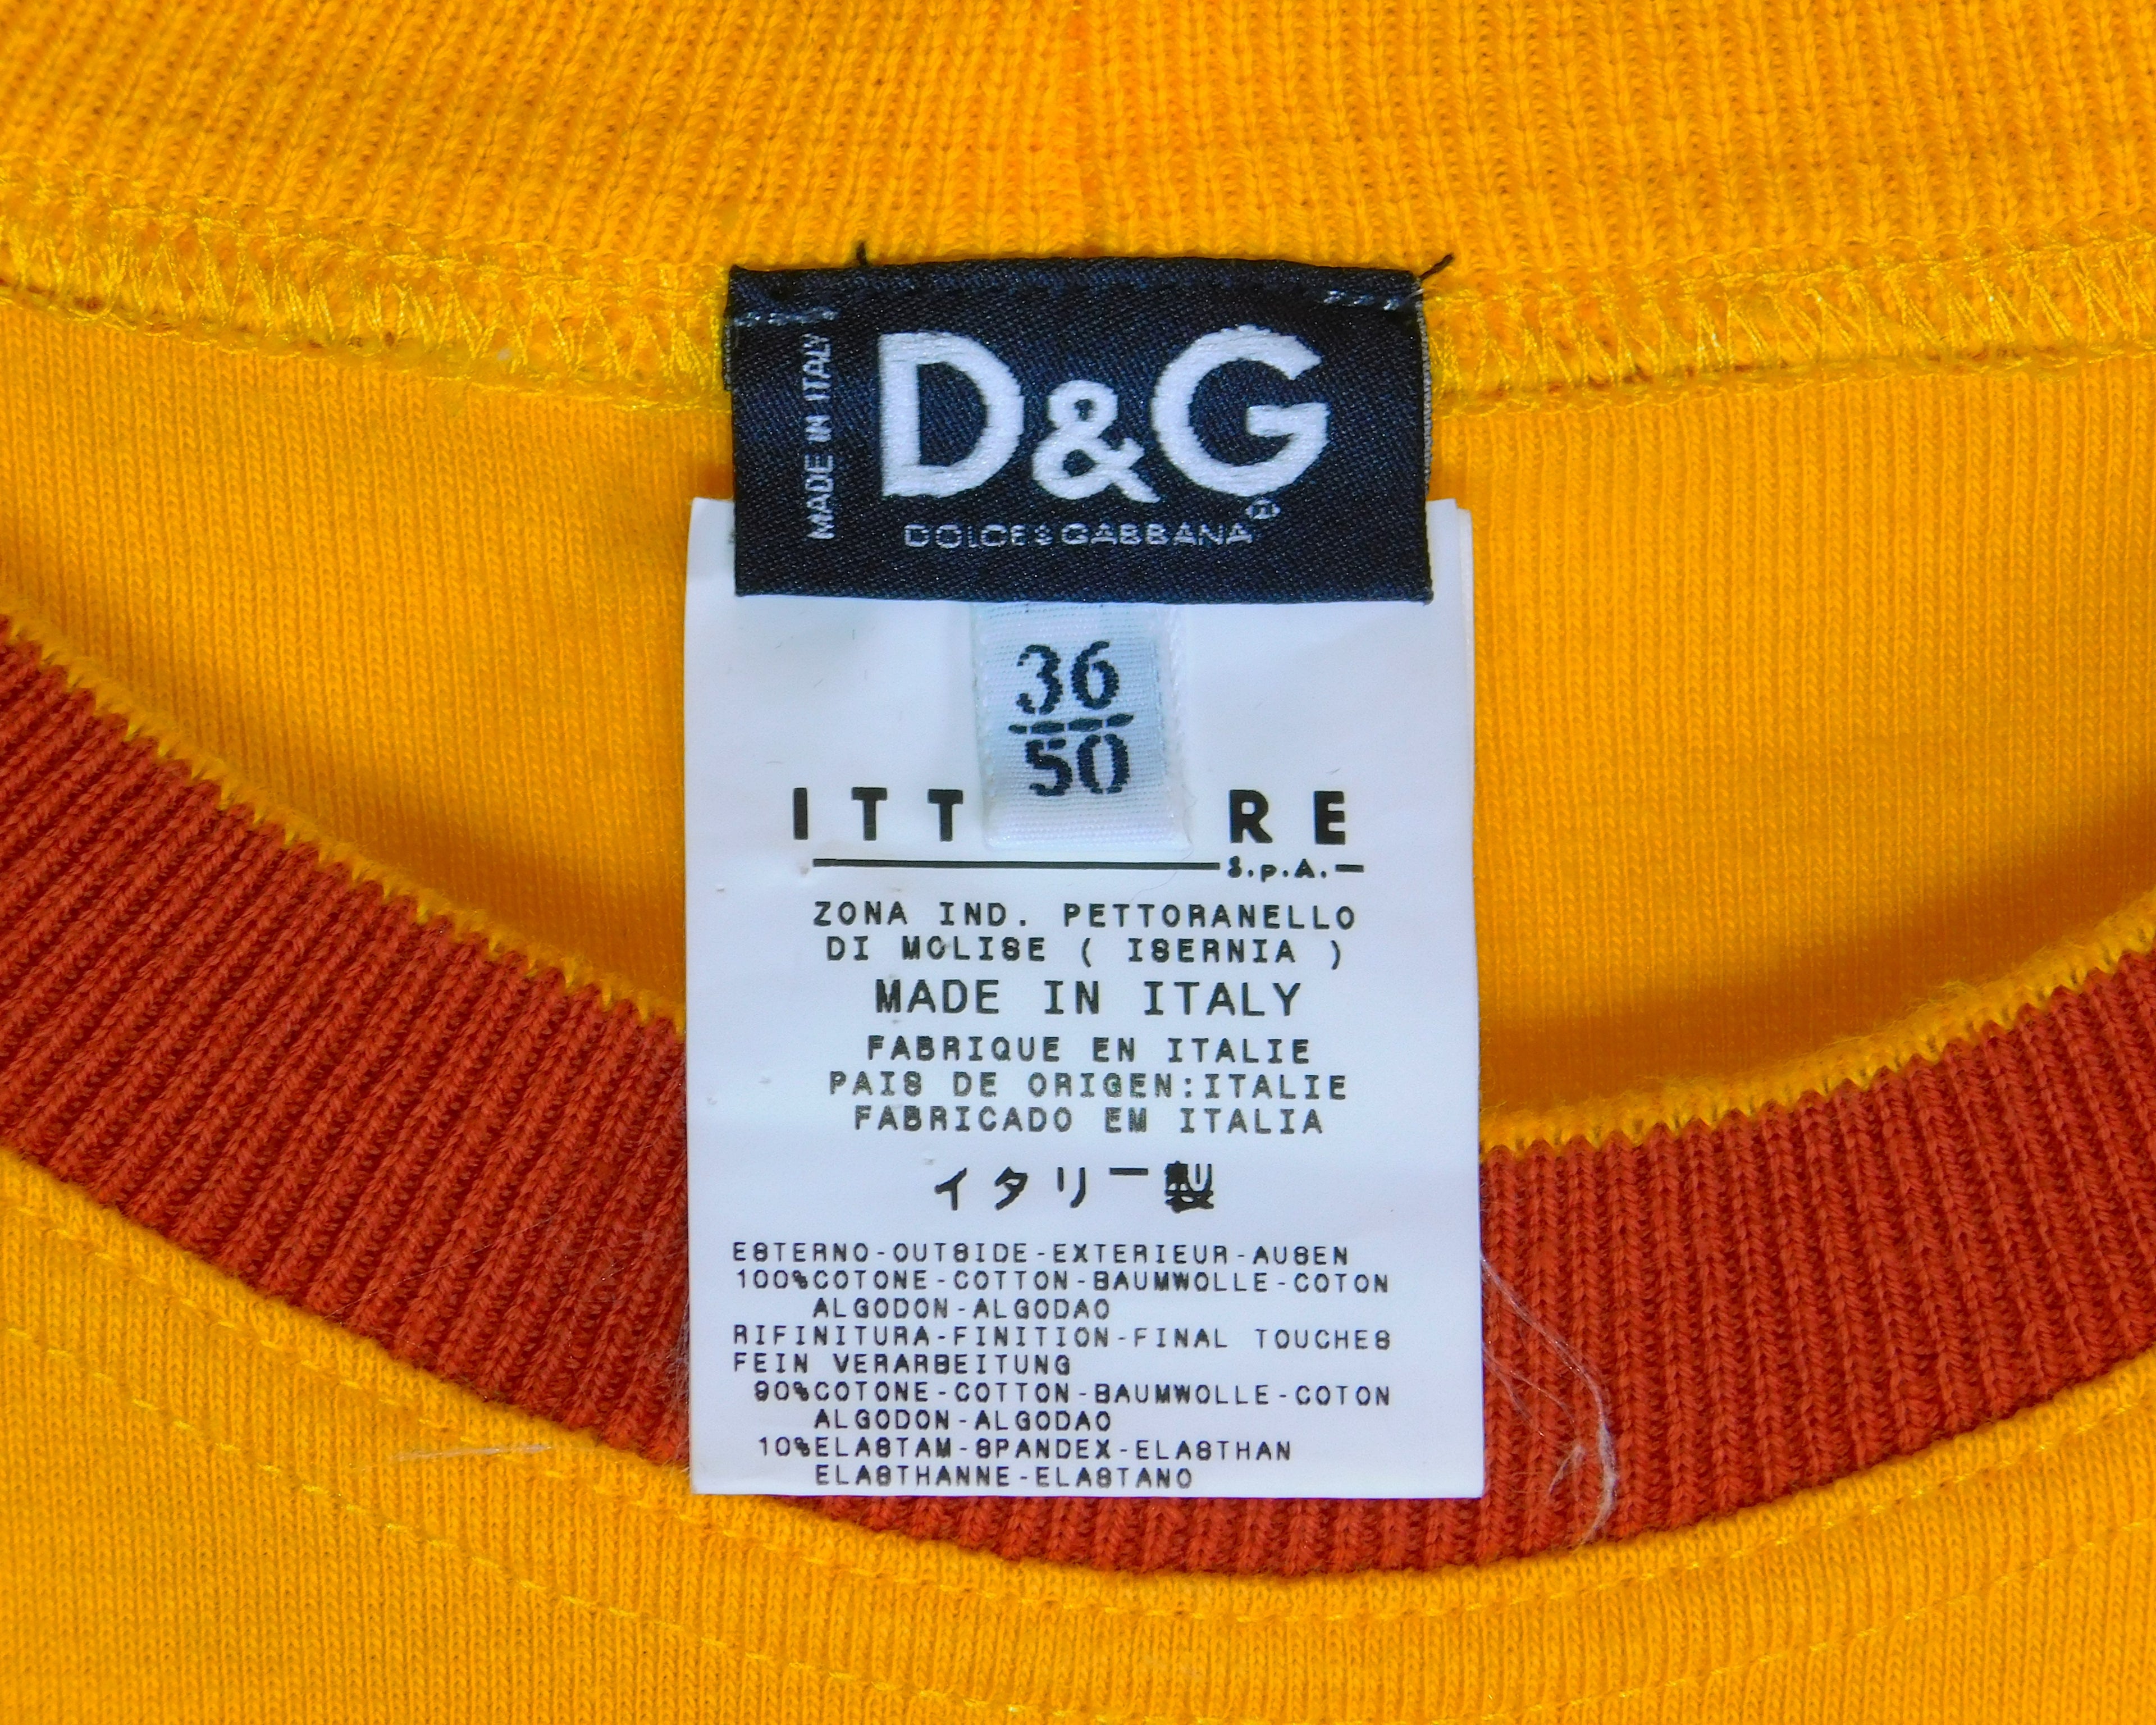 MADE IN ITALY
D&G
DOLCE & GABBANA ®
36
50
ITT RE
S.p.A.
ZONA IND. PETTORANELLO
DI MOLISE ( ISERNIA )
MADE IN ITALY
FABRIQUE EN ITALIE
PAIS DE ORIGEN:ITALIE
FABRICADO EM ITALIA
イタリー製
ESTERNO-OUTSIDE-EXTERIEUR-AUSEN
100%COTONE-COTTON-BAUMWOLLE-COTON
ALGODON-ALGODAO
RIFINITURA-FINITION-FINAL TOUCHES
FEIN VERARBEITUNG
90%COTONE-COTTON-BAUMWOLLE-COTON
ALGODON-ALGODAO
10%ELASTAM-SPANDEX-ELASTHAN
ELASTHANNE-ELASTANO